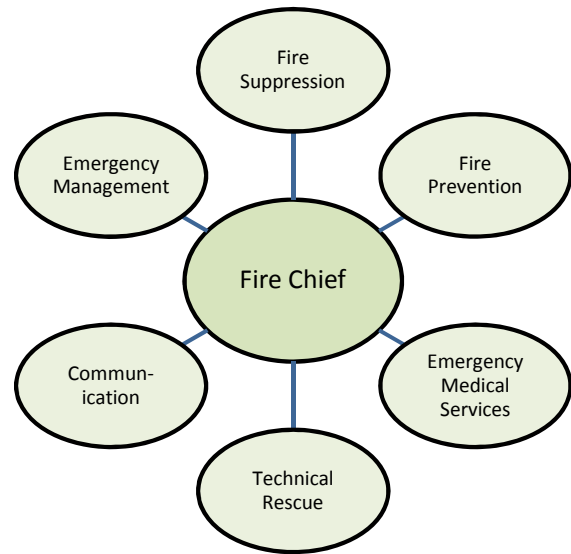 Fire
Suppression
Emergency
Management
Fire
Prevention
Fire Chief
Commun-
ication
Emergency
Medical
Services
Technical
Rescue